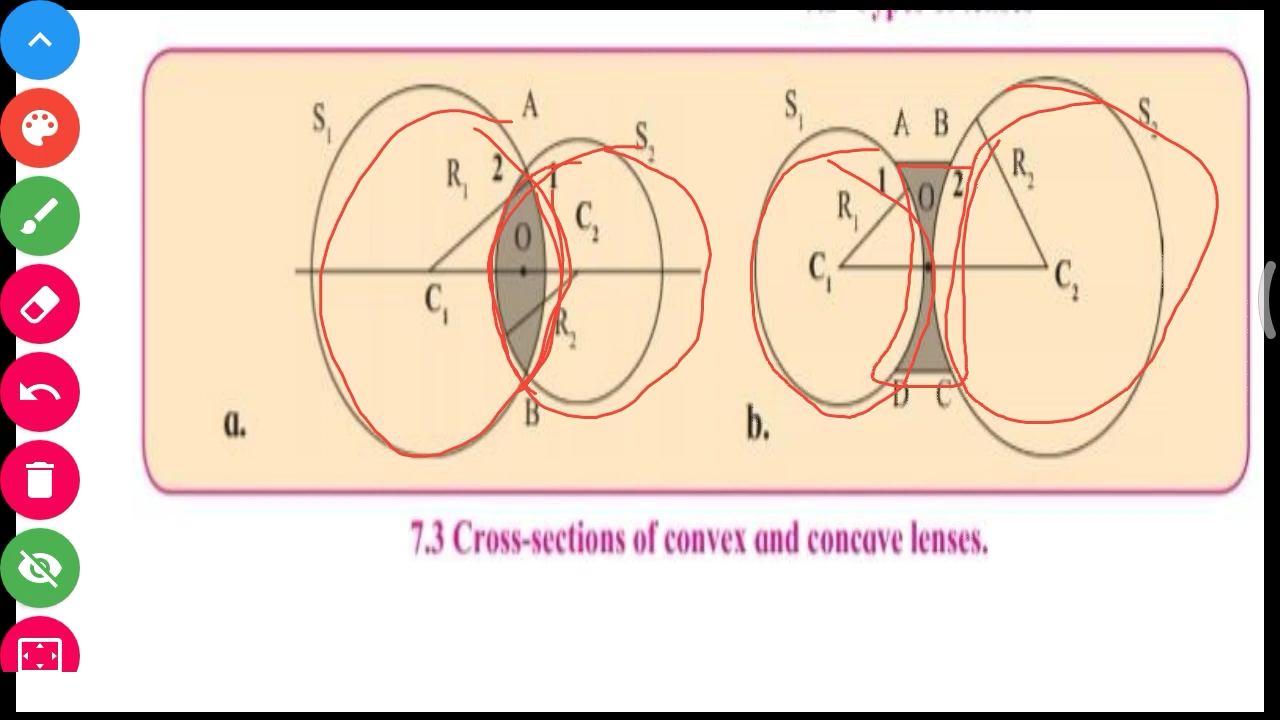 S1 A S2
R1 2 1
C2
O
C1
R2
B
a.
S1 A B S2
1 O 2 R2
R1
C1 C2
D C
b.
7.3 Cross-sections of convex and concave lenses.